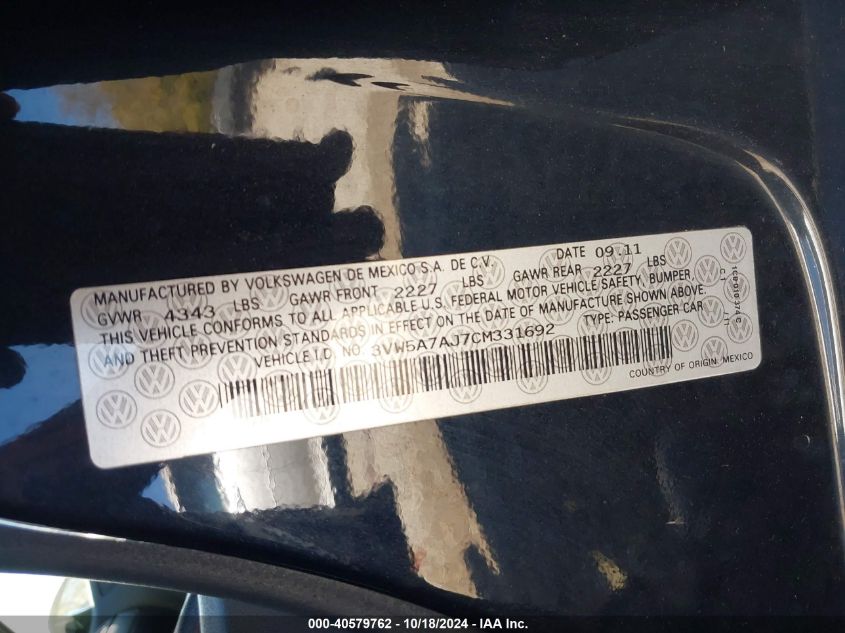 MANUFACTURED BY VOLKSWAGEN DE MEXICO S.A. DE C.V. DATE 09.11
GVWR 4343 LBS GAWR FRONT 2227 LBS GAWR REAR 2227 LBS
THIS VEHICLE CONFORMS TO ALL APPLICABLE U.S. FEDERAL MOTOR VEHICLE SAFETY, BUMPER,
AND THEFT PREVENTION STANDARDS IN EFFECT ON THE DATE OF MANUFACTURE SHOWN ABOVE.
VEHICLE I.D. NO. 3VW5A7AJ7CM331692 TYPE: PASSENGER CAR
COUNTRY OF ORIGIN: MEXICO
000-40579762 - 10/18/2024 - IAA Inc.